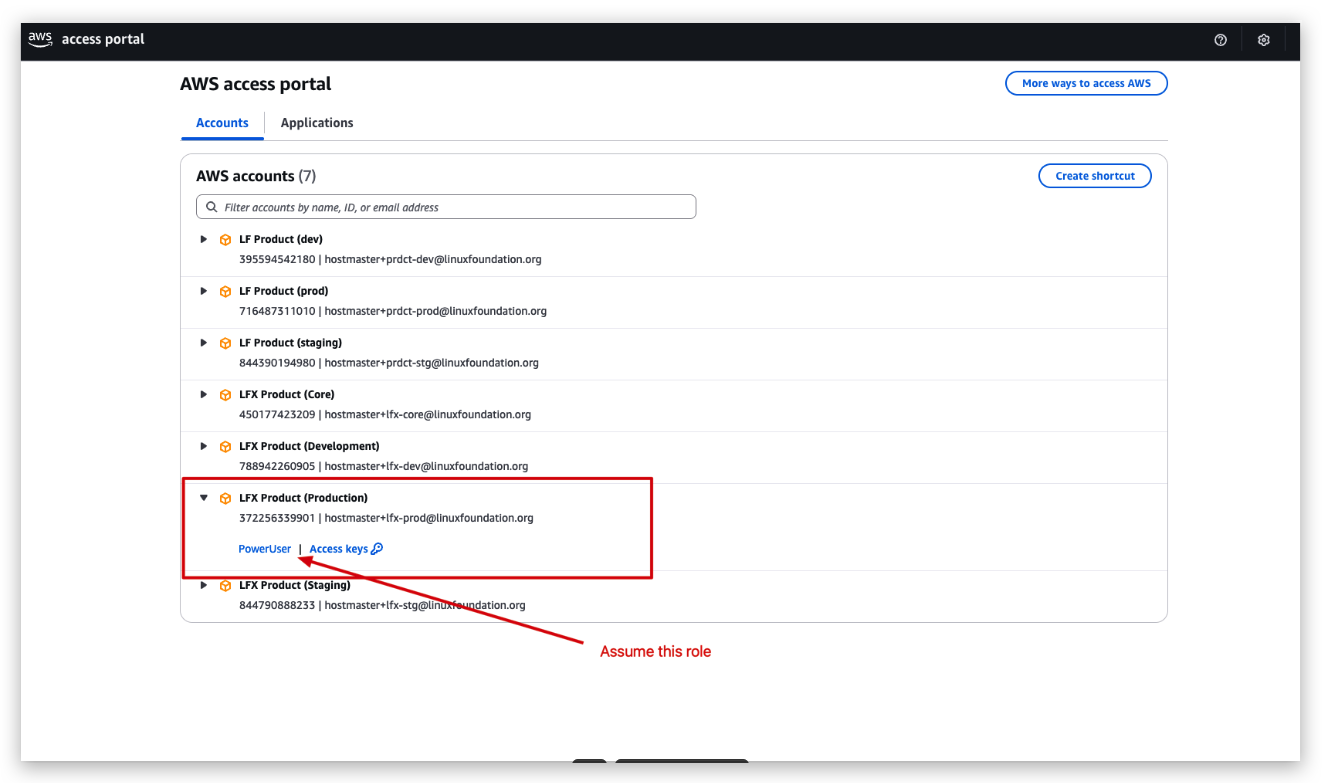 aws access portal
AWS access portal
More ways to access AWS
Accounts
Applications
AWS accounts (7)
Create shortcut
Filter accounts by name, ID, or email address
LF Product (dev)
395594542180 | hostmaster+prdct-dev@linuxfoundation.org
LF Product (prod)
716487311010 | hostmaster+prdct-prod@linuxfoundation.org
LF Product (staging)
844390194980 | hostmaster+prdct-stg@linuxfoundation.org
LFX Product (Core)
450177423209 | hostmaster+lfx-core@linuxfoundation.org
LFX Product (Development)
788942260905 | hostmaster+lfx-dev@linuxfoundation.org
LFX Product (Production)
372256339901 | hostmaster+lfx-prod@linuxfoundation.org
PowerUser | Access keys
LFX Product (Staging)
844790888233 | hostmaster+lfx-stg@linuxfoundation.org
Assume this role